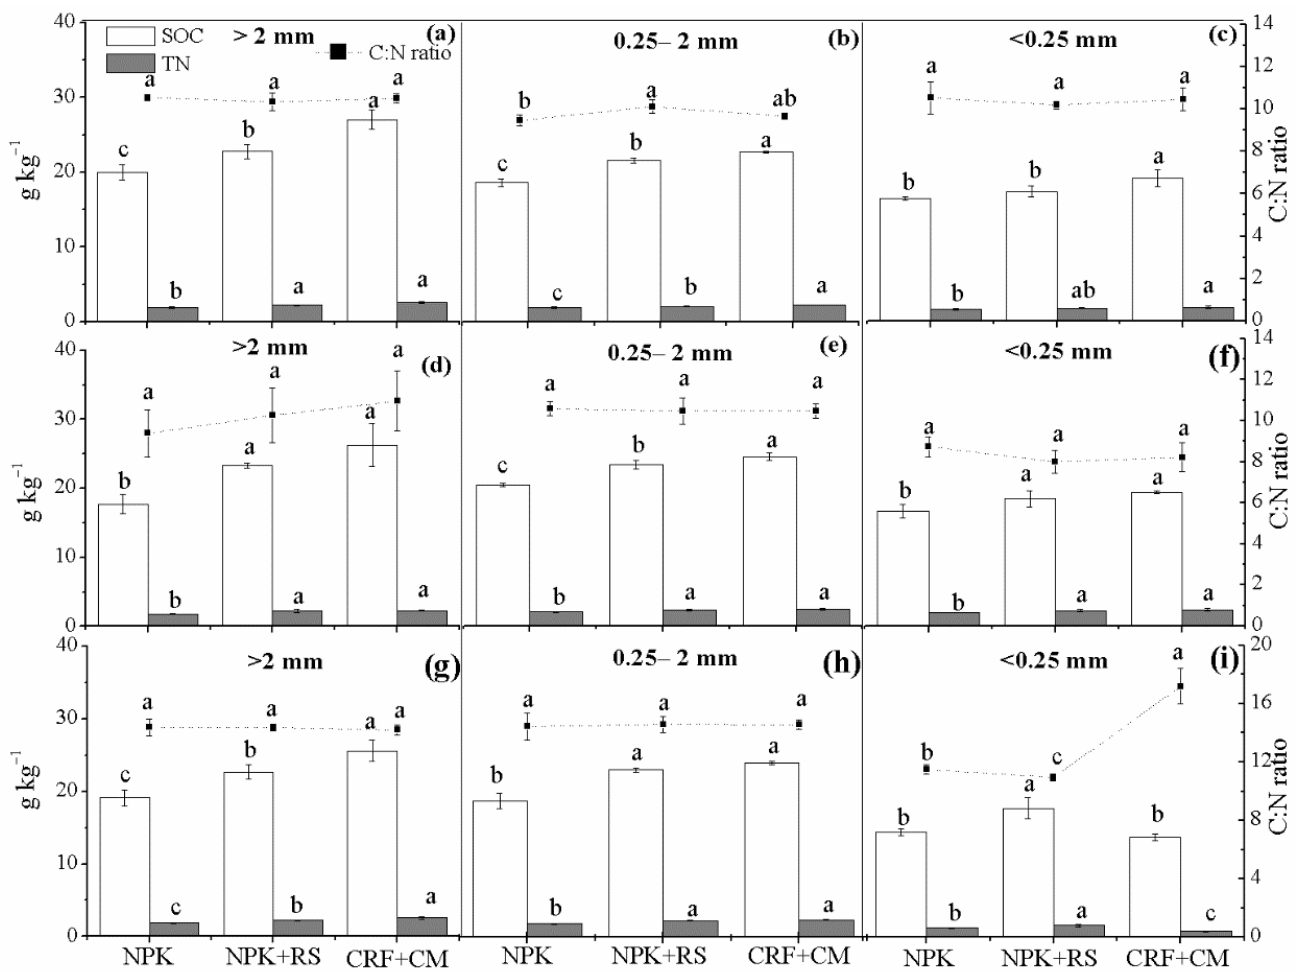 40
SOC
TN
> 2 mm
C:N ratio
(a)
0.25– 2 mm
(b)
<0.25 mm
(c)
14
30
20
10
0
g kg⁻¹
a a a
c b a
b a a
b a ab
c b a
c b a
a a a
b b a
b ab a
12
10
8
6
4
2
0
C:N ratio
40
>2 mm
(d)
0.25– 2 mm
(e)
<0.25 mm
(f)
14
30
20
10
0
g kg⁻¹
a a a
b a a
b a a
a a a
c b a
b a a
a a a
b a a
b a a
12
10
8
6
4
2
0
C:N ratio
40
>2 mm
(g)
0.25– 2 mm
(h)
<0.25 mm
(i)
20
30
20
10
0
g kg⁻¹
a a a
c b a
c b a
a a a
b a a
b a a
b c a
b a b
b a c
16
12
8
4
0
C:N ratio
NPK NPK+RS CRF+CM NPK NPK+RS CRF+CM NPK NPK+RS CRF+CM